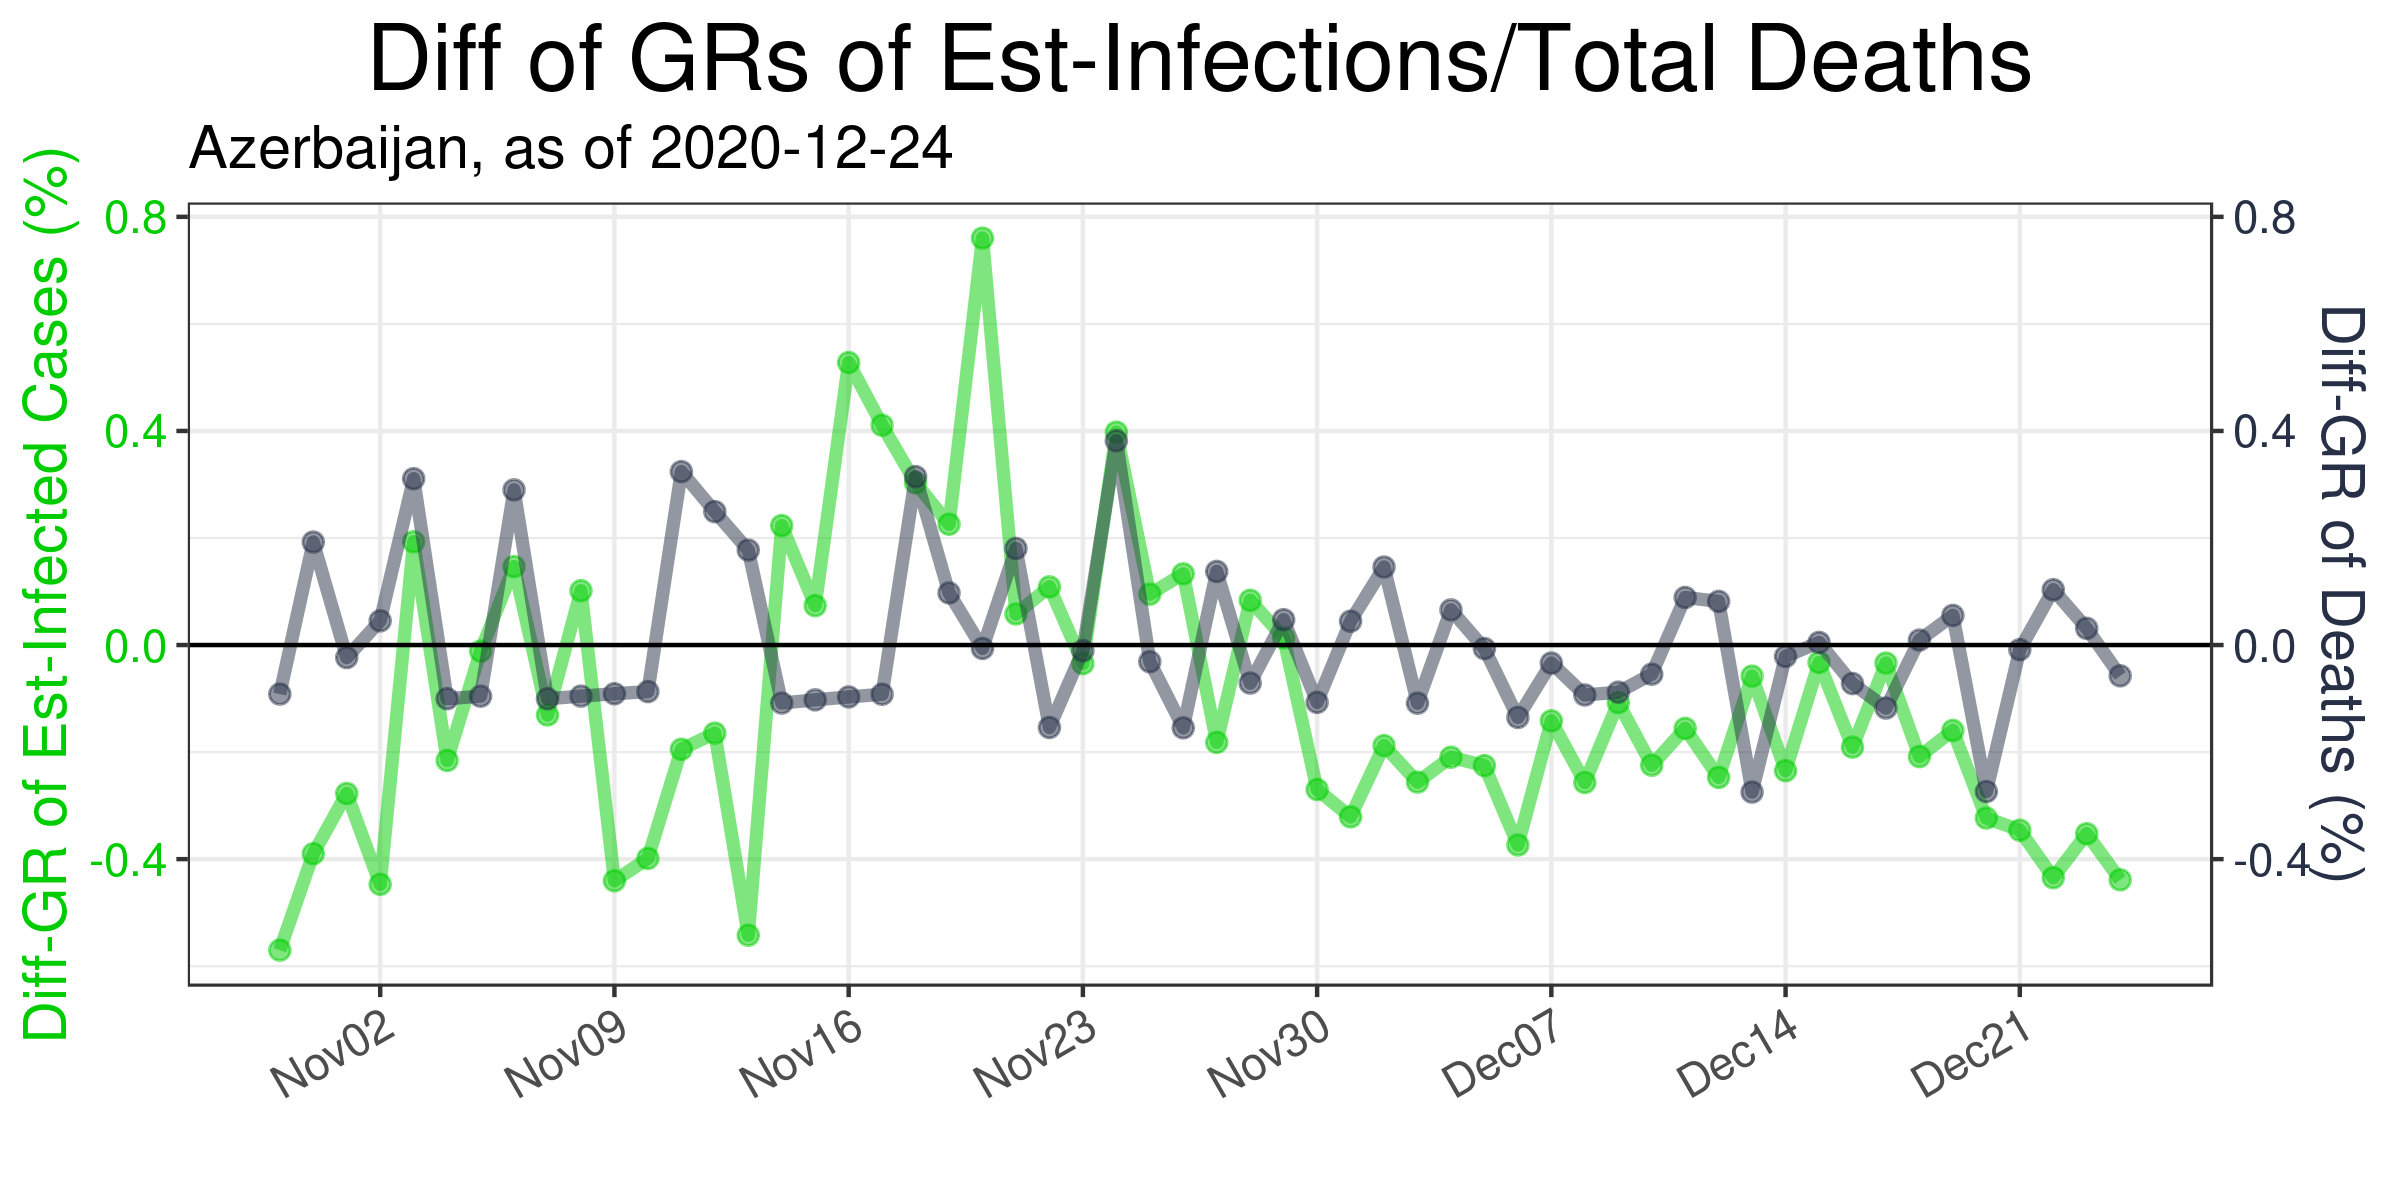 Diff of GRs of Est-Infections/Total Deaths
Azerbaijan, as of 2020-12-24
Diff-GR of Est-Infected Cases (%)
0.8
0.4
0.0
-0.4
0.8
0.4
0.0
-0.4
Diff-GR of Deaths (%)
Nov02
Nov09
Nov16
Nov23
Nov30
Dec07
Dec14
Dec21